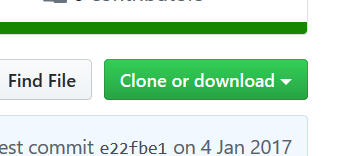 Find File Clone or download
est commit e22fbe1 on 4 Jan 2017